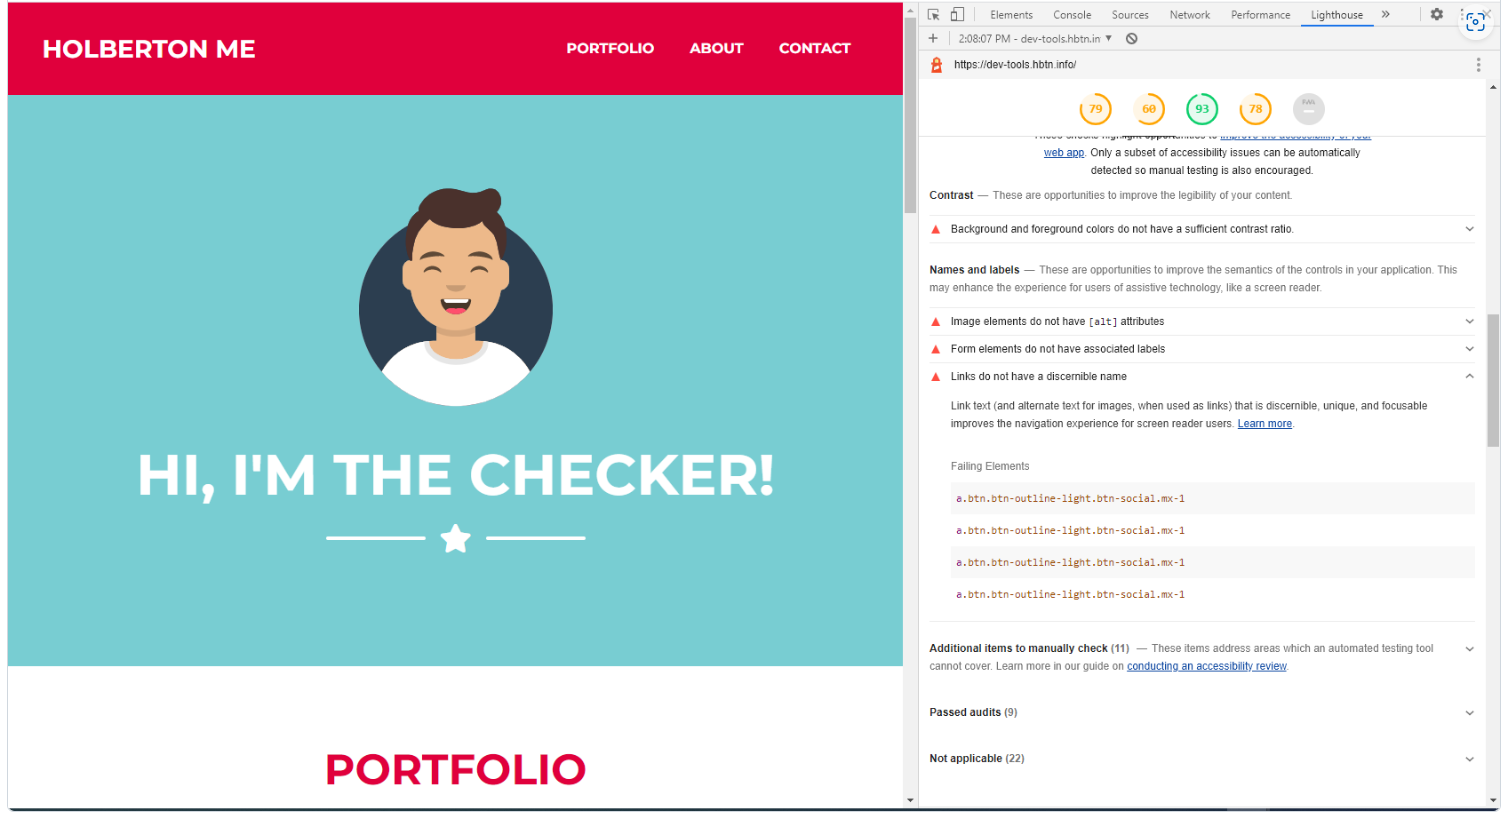 HOLBERTON ME
PORTFOLIO ABOUT CONTACT
HI, I'M THE CHECKER!
PORTFOLIO
Elements Console Sources Network Performance Lighthouse »
+ 2:08:07 PM - dev-tools.hbtn.in ▼
https://dev-tools.hbtn.info/
79 60 93 78
These checks highlight opportunities to improve the accessibility of your
web app. Only a subset of accessibility issues can be automatically
detected so manual testing is also encouraged.
Contrast — These are opportunities to improve the legibility of your content.
Background and foreground colors do not have a sufficient contrast ratio.
Names and labels — These are opportunities to improve the semantics of the controls in your application. This
may enhance the experience for users of assistive technology, like a screen reader.
Image elements do not have [alt] attributes
Form elements do not have associated labels
Links do not have a discernible name
Link text (and alternate text for images, when used as links) that is discernible, unique, and focusable
improves the navigation experience for screen reader users. Learn more.
Failing Elements
a.btn.btn-outline-light.btn-social.mx-1
a.btn.btn-outline-light.btn-social.mx-1
a.btn.btn-outline-light.btn-social.mx-1
a.btn.btn-outline-light.btn-social.mx-1
Additional items to manually check (11) — These items address areas which an automated testing tool
cannot cover. Learn more in our guide on conducting an accessibility review.
Passed audits (9)
Not applicable (22)